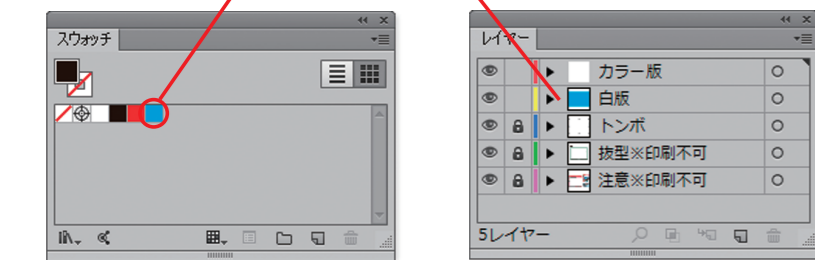 スウォッチ
レイヤー
カラー版
白版
トンボ
抜型※印刷不可
注意※印刷不可
5レイヤー